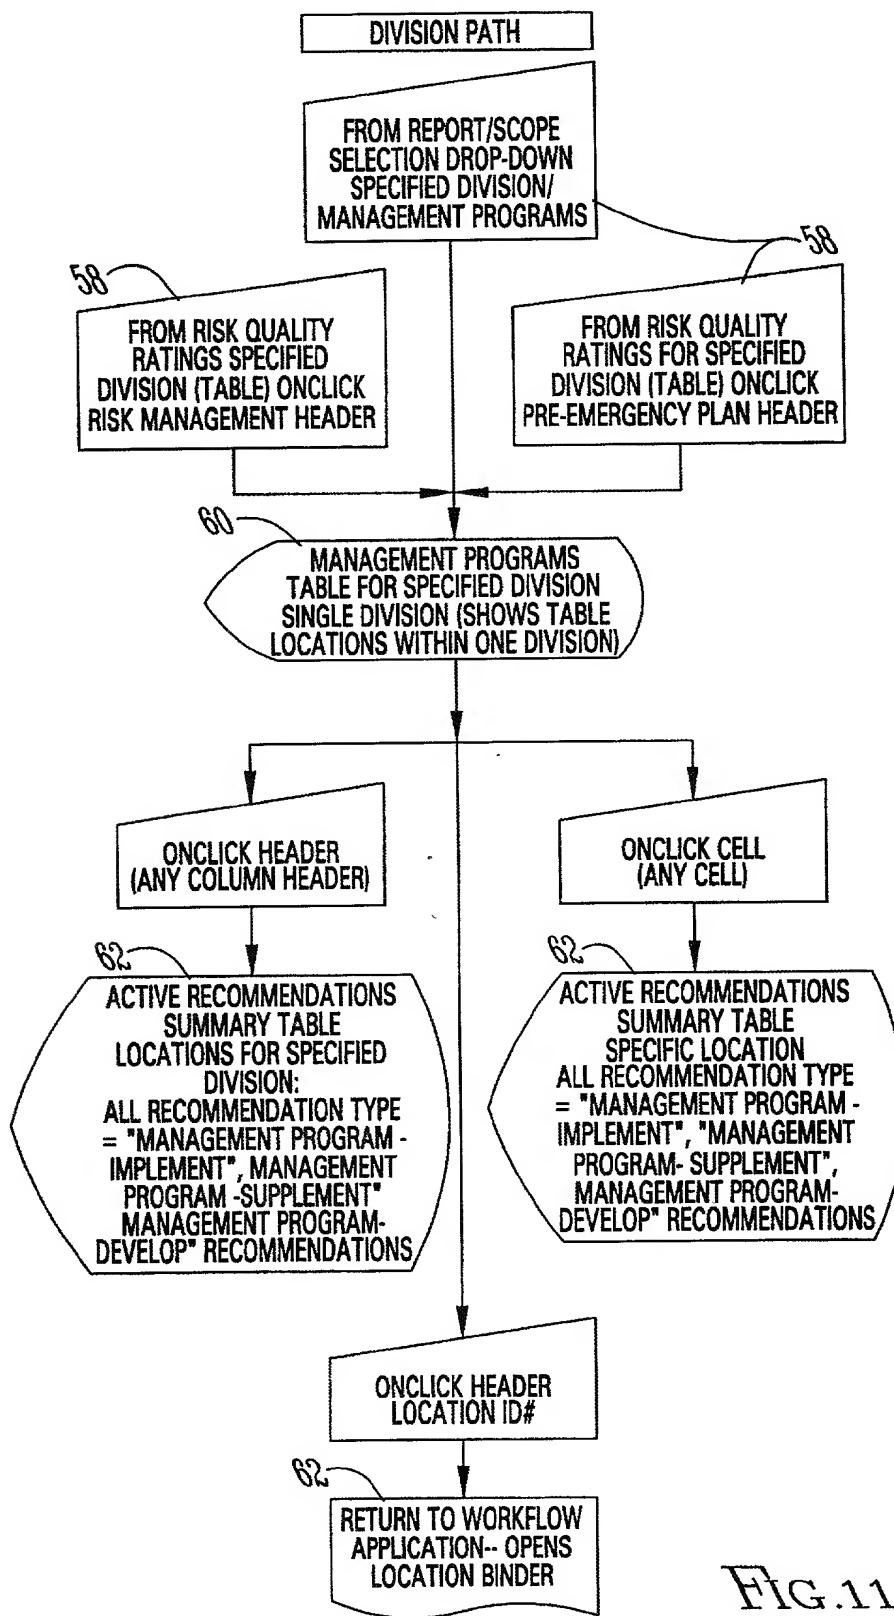 DIVISION PATH
FROM REPORT/SCOPE
SELECTION DROP-DOWN
SPECIFIED DIVISION/
MANAGEMENT PROGRAMS
58
58
FROM RISK QUALITY
RATINGS SPECIFIED
DIVISION (TABLE) ONCLICK
RISK MANAGEMENT HEADER
FROM RISK QUALITY
RATINGS FOR SPECIFIED
DIVISION (TABLE) ONCLICK
PRE-EMERGENCY PLAN HEADER
60
MANAGEMENT PROGRAMS
TABLE FOR SPECIFIED DIVISION
SINGLE DIVISION (SHOWS TABLE
LOCATIONS WITHIN ONE DIVISION)
ONCLICK HEADER
(ANY COLUMN HEADER)
ONCLICK CELL
(ANY CELL)
62
ACTIVE RECOMMENDATIONS
SUMMARY TABLE
LOCATIONS FOR SPECIFIED
DIVISION:
ALL RECOMMENDATION TYPE
= "MANAGEMENT PROGRAM -
IMPLEMENT", MANAGEMENT
PROGRAM -SUPPLEMENT"
MANAGEMENT PROGRAM-
DEVELOP" RECOMMENDATIONS
62
ACTIVE RECOMMENDATIONS
SUMMARY TABLE
SPECIFIC LOCATION
ALL RECOMMENDATION TYPE
= "MANAGEMENT PROGRAM -
IMPLEMENT", "MANAGEMENT
PROGRAM- SUPPLEMENT",
MANAGEMENT PROGRAM-
DEVELOP" RECOMMENDATIONS
ONCLICK HEADER
LOCATION ID#
62
RETURN TO WORKFLOW
APPLICATION-- OPENS
LOCATION BINDER
FIG.11